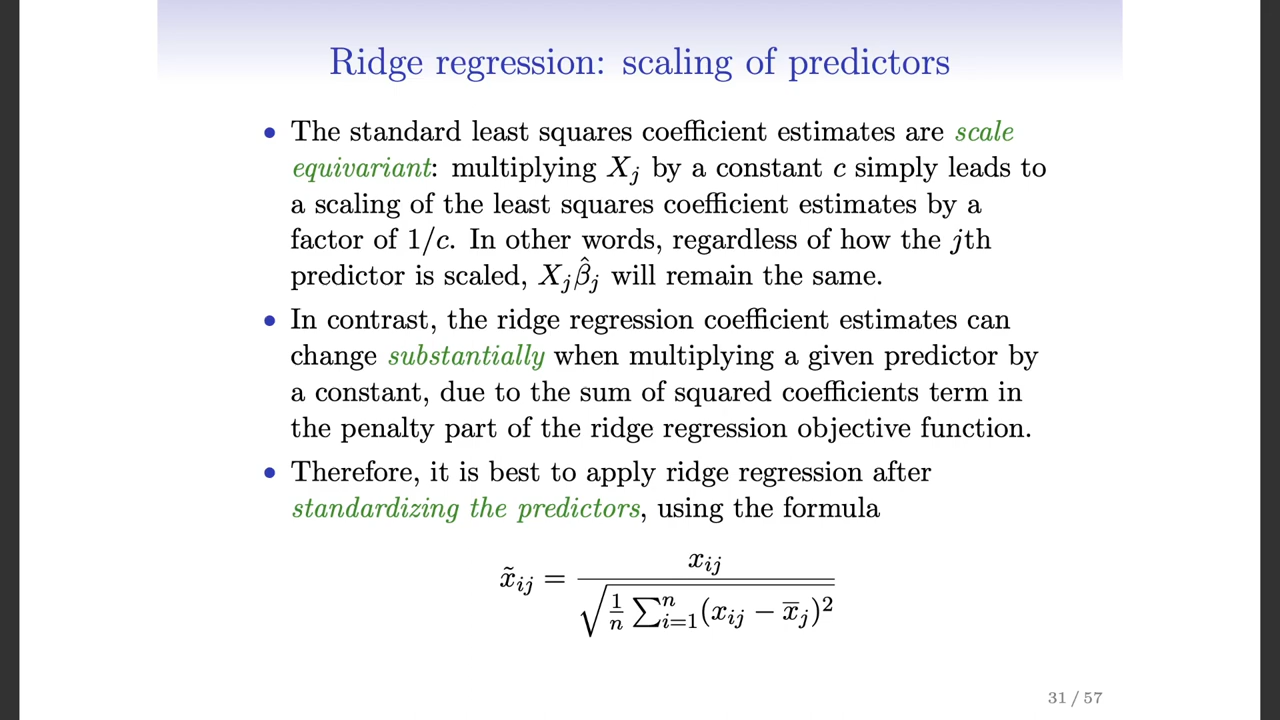 Ridge regression: scaling of predictors
• The standard least squares coefficient estimates are scale
equivariant: multiplying Xⱼ by a constant c simply leads to
a scaling of the least squares coefficient estimates by a
factor of 1/c. In other words, regardless of how the jth
predictor is scaled, Xⱼβ̂ⱼ will remain the same.
• In contrast, the ridge regression coefficient estimates can
change substantially when multiplying a given predictor by
a constant, due to the sum of squared coefficients term in
the penalty part of the ridge regression objective function.
• Therefore, it is best to apply ridge regression after
standardizing the predictors, using the formula
x̃ᵢⱼ = xᵢⱼ / √(1/n ∑ⁿᵢ₌₁(xᵢⱼ − x̄ⱼ)²)
31 / 57